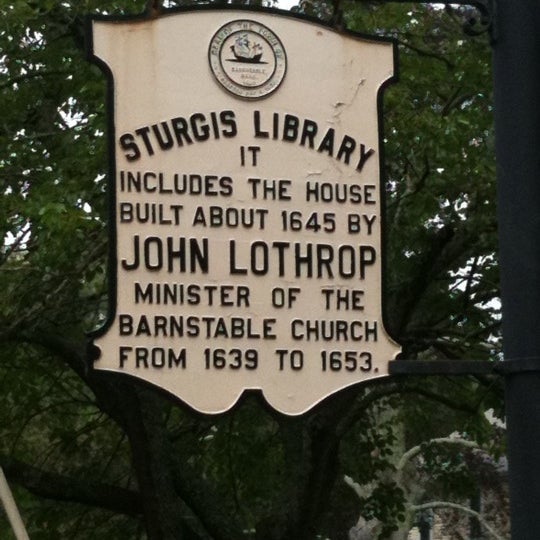 BARNSTABLE
STURGIS LIBRARY
IT
INCLUDES THE HOUSE
BUILT ABOUT 1645 BY
JOHN LOTHROP
MINISTER OF THE
BARNSTABLE CHURCH
FROM 1639 TO 1653.